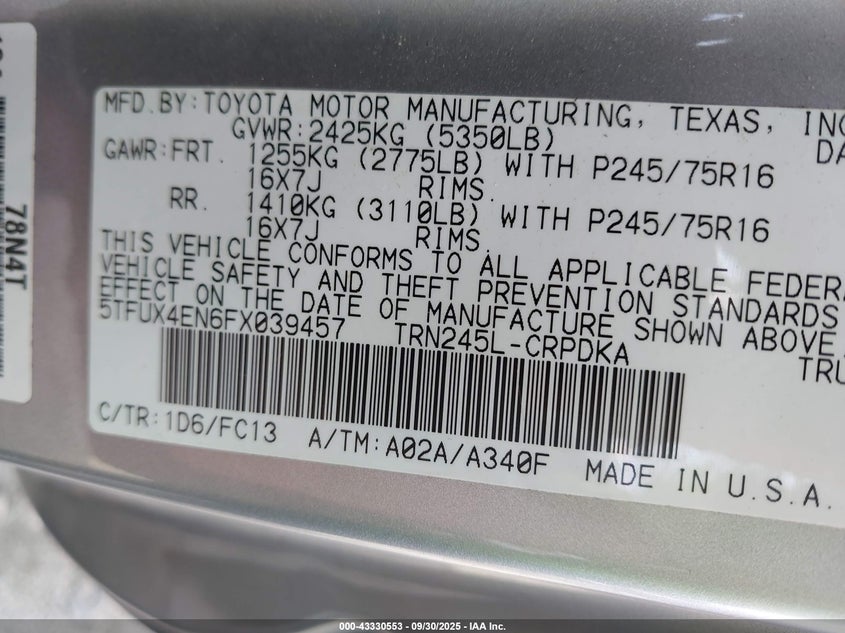 MFD.BY:TOYOTA MOTOR MANUFACTURING, TEXAS, INC
GVWR:2425KG (5350LB) DA
GAWR:FRT. 1255KG (2775LB) WITH P245/75R16
16X7J RIMS.
RR. 1410KG (3110LB) WITH P245/75R16
16X7J RIMS.
THIS VEHICLE CONFORMS TO ALL APPLICABLE FEDERA
VEHICLE SAFETY AND THEFT PREVENTION STANDARDS
EFFECT ON THE DATE OF MANUFACTURE SHOWN ABOVE.
5TFUX4EN6FX039457 TRN245L-CRPDKA
TRU
C/TR:1D6/FC13 A/TM:A02A/A340F MADE IN U.S.A.
78N4T
000-43330553 - 09/30/2025 - IAA Inc.